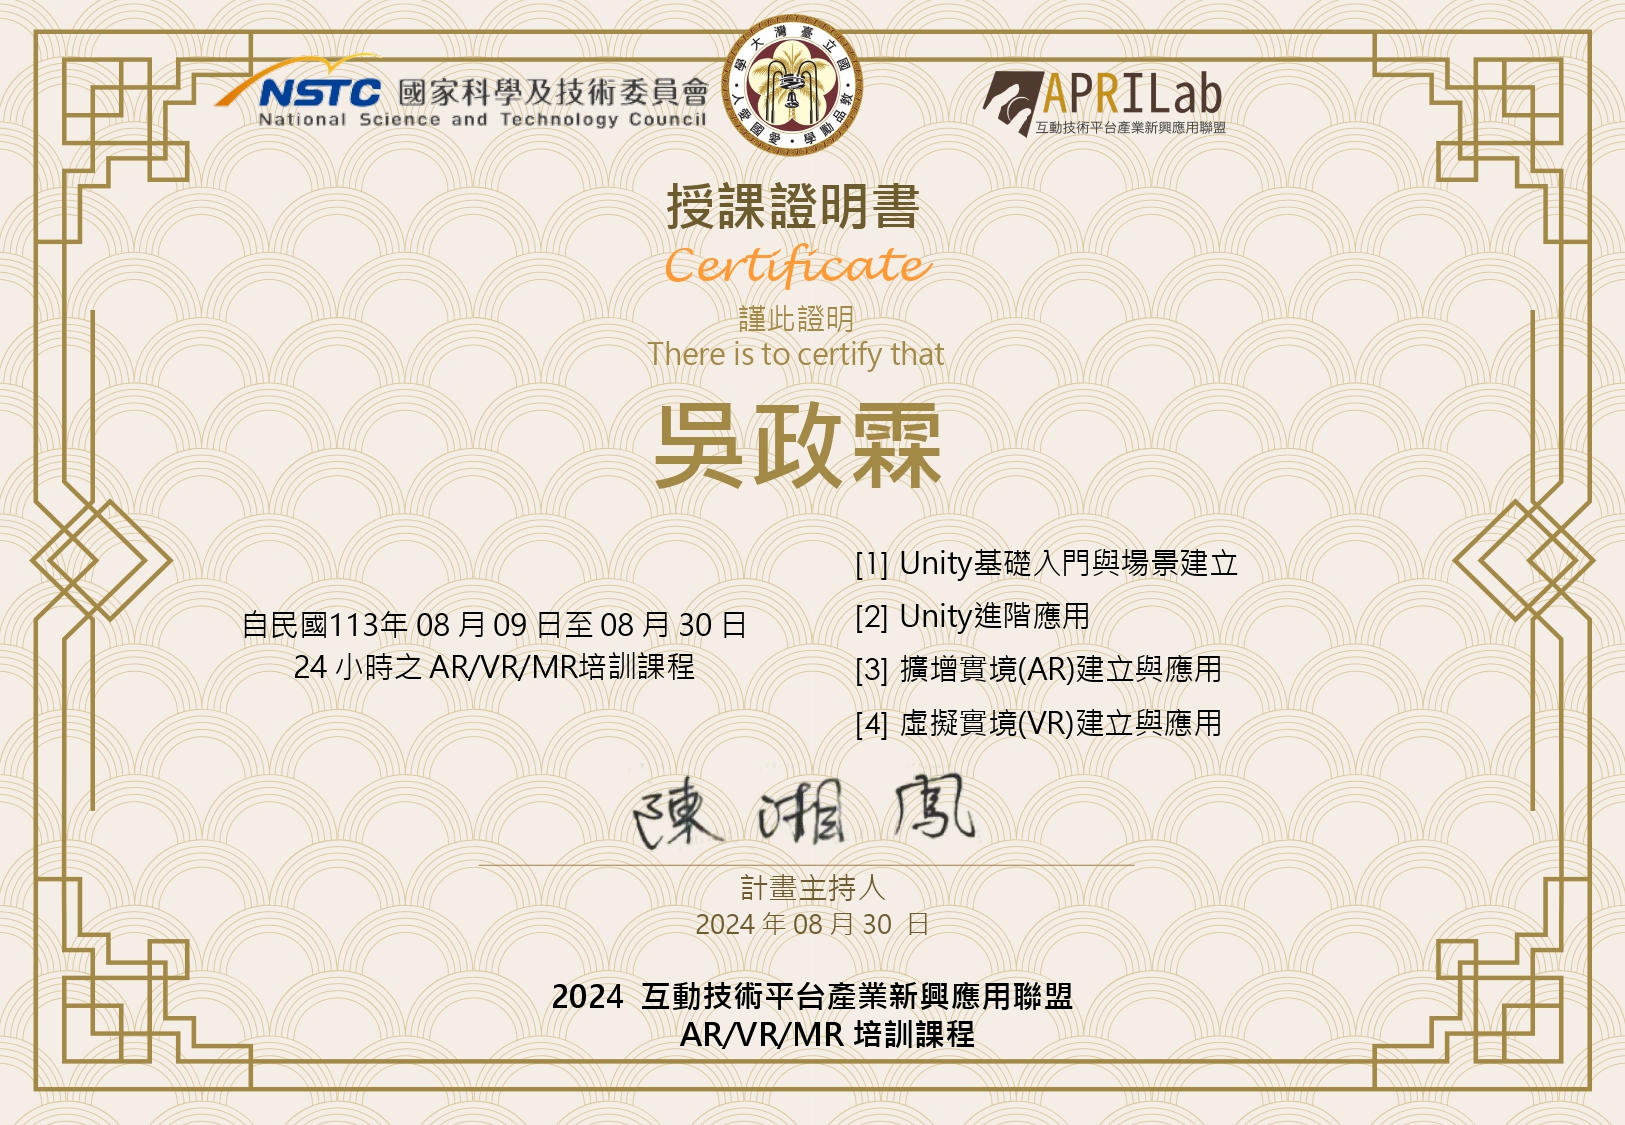 NSTC 國家科學及技術委員會
National Science and Technology Council
國立臺灣大學
敦品勵學·愛國愛人
APRILab
互動技術平台產業新興應用聯盟
授課證明書
Certificate
謹此證明
There is to certify that
吳政霖
自民國113年 08 月 09 日至 08 月 30 日
24 小時之 AR/VR/MR培訓課程
[1] Unity基礎入門與場景建立
[2] Unity進階應用
[3] 擴增實境(AR)建立與應用
[4] 虛擬實境(VR)建立與應用
陳湘鳳
計畫主持人
2024 年 08 月 30 日
2024 互動技術平台產業新興應用聯盟
AR/VR/MR 培訓課程